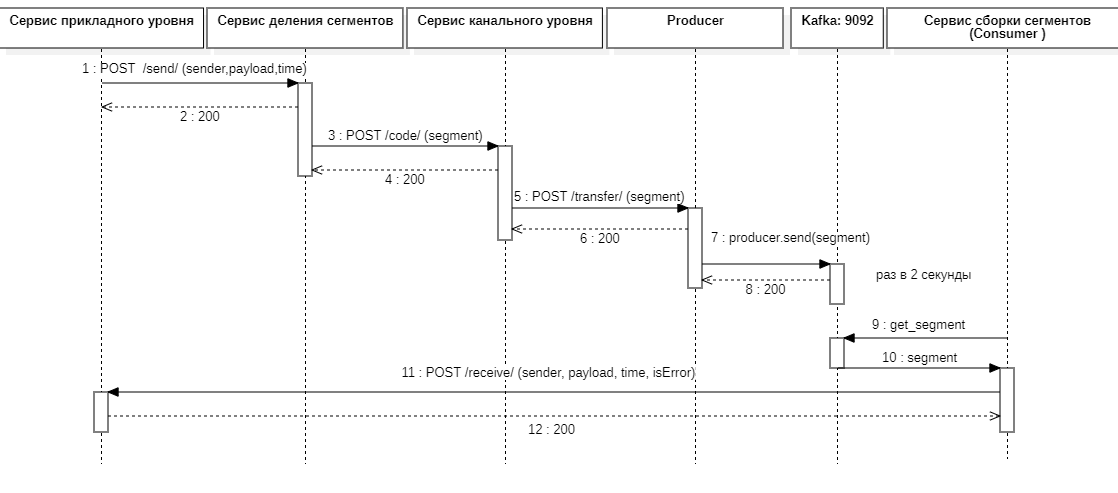 Сервис прикладного уровня
Сервис деления сегментов
Сервис канального уровня
Producer
Kafka: 9092
Сервис сборки сегментов
(Consumer )
1 : POST  /send/ (sender,payload,time)
2 : 200
3 : POST /code/ (segment)
4 : 200
5 : POST /transfer/ (segment)
6 : 200
7 : producer.send(segment)
8 : 200
раз в 2 секунды
9 : get_segment
10 : segment
11 : POST /receive/ (sender, payload, time, isError)
12 : 200